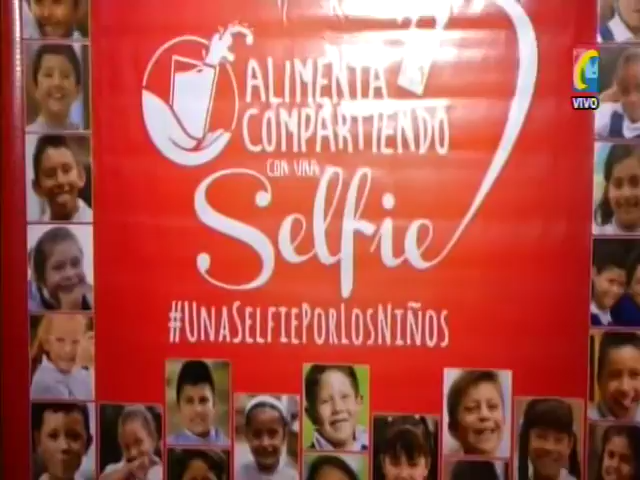 ALIMENTA
COMPARTIENDO
CON UNA
Selfie
#UNASELFIEPORLOSNIÑOS
VIVO